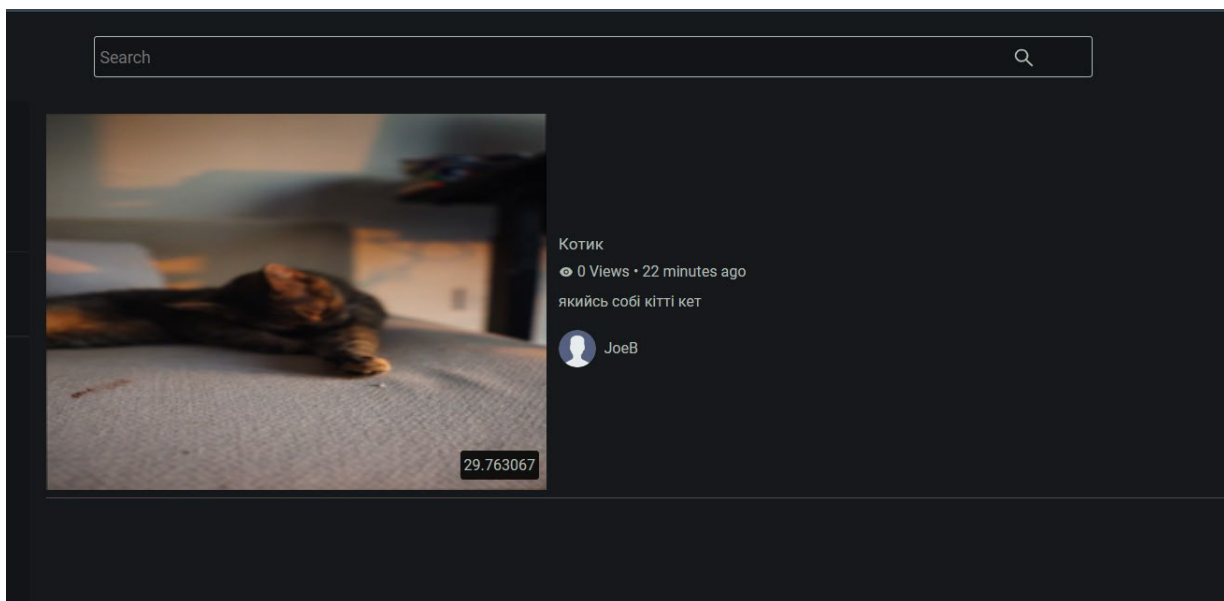 Search
Котик
0 Views • 22 minutes ago
якийсь собі кітті кет
JoeB
29.763067